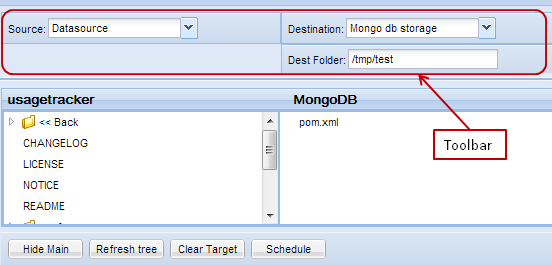 Source: Datasource Destination: Mongo db storage
Dest Folder: /tmp/test
usagetracker MongoDB
<< Back pom.xml
CHANGELOG
Toolbar
LICENSE
NOTICE
README
Hide Main Refresh tree Clear Target Schedule